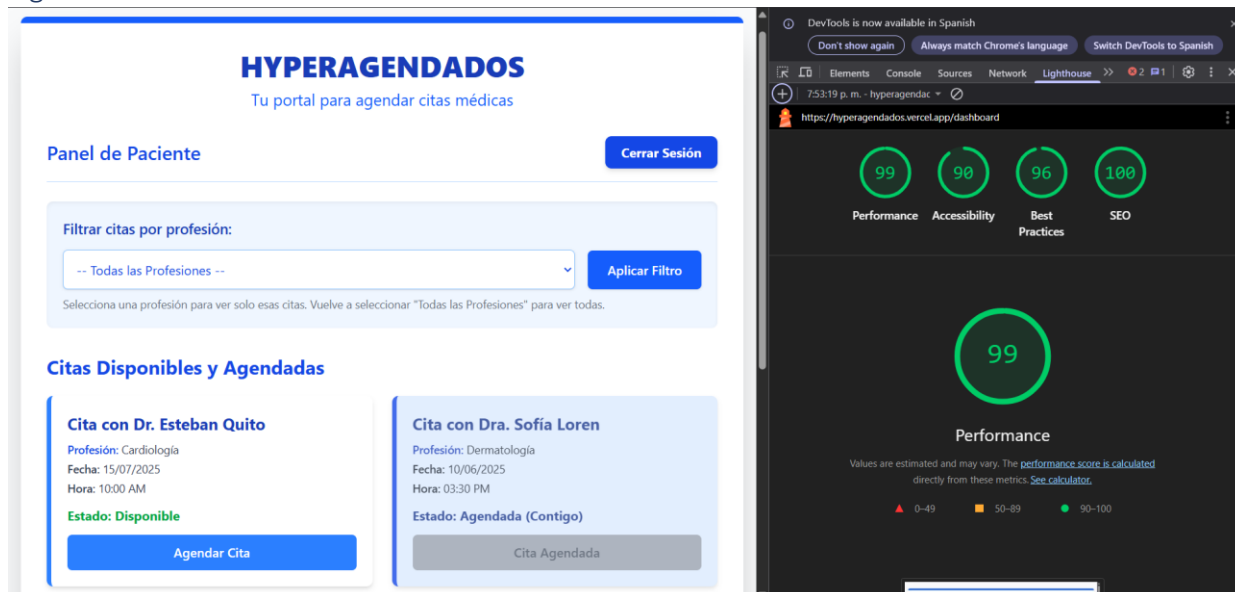 HYPERAGENDADOS
Tu portal para agendar citas médicas
Panel de Paciente
Cerrar Sesión
Filtrar citas por profesión:
-- Todas las Profesiones --
Aplicar Filtro
Selecciona una profesión para ver solo esas citas. Vuelve a seleccionar "Todas las Profesiones" para ver todas.
Citas Disponibles y Agendadas
Cita con Dr. Esteban Quito
Profesión: Cardiología
Fecha: 15/07/2025
Hora: 10:00 AM
Estado: Disponible
Agendar Cita
Cita con Dra. Sofía Loren
Profesión: Dermatología
Fecha: 10/06/2025
Hora: 03:30 PM
Estado: Agendada (Contigo)
Cita Agendada
DevTools is now available in Spanish
Don't show again
Always match Chrome's language
Switch DevTools to Spanish
Elements Console Sources Network Lighthouse 2 1
7:53:19 p. m. - hyperagendac
https://hyperagendados.vercel.app/dashboard
99 90 96 100
Performance Accessibility Best Practices SEO
99
Performance
Values are estimated and may vary. The performance score is calculated
directly from these metrics. See calculator.
0–49 50–89 90–100